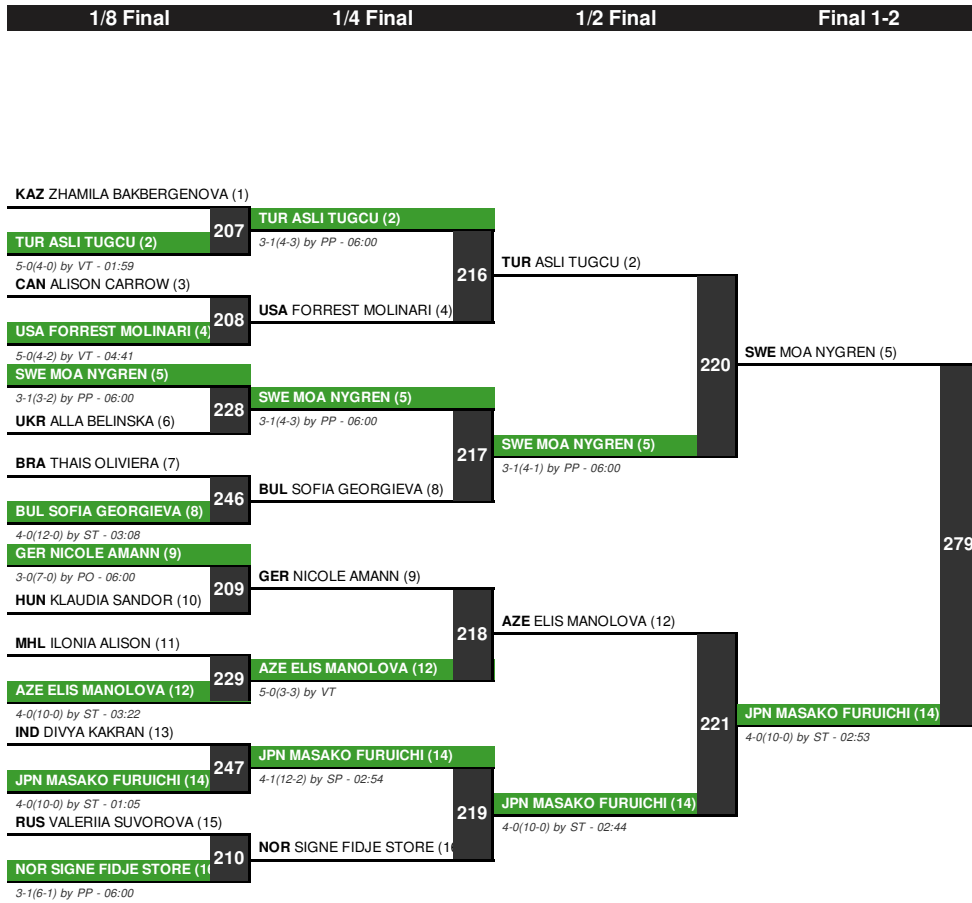 1/8 Final
1/4 Final
1/2 Final
Final 1-2
KAZ ZHAMILA BAKBERGENOVA (1)
207
TUR ASLI TUGCU (2)
5-0(4-0) by VT - 01:59
CAN ALISON CARROW (3)
208
USA FORREST MOLINARI (4)
5-0(4-2) by VT - 04:41
SWE MOA NYGREN (5)
3-1(3-2) by PP - 06:00
228
UKR ALLA BELINSKA (6)
BRA THAIS OLIVIERA (7)
246
BUL SOFIA GEORGIEVA (8)
4-0(12-0) by ST - 03:08
GER NICOLE AMANN (9)
3-0(7-0) by PO - 06:00
209
HUN KLAUDIA SANDOR (10)
MHL ILONIA ALISON (11)
229
AZE ELIS MANOLOVA (12)
4-0(10-0) by ST - 03:22
IND DIVYA KAKRAN (13)
247
JPN MASAKO FURUICHI (14)
4-0(10-0) by ST - 01:05
RUS VALERIIA SUVOROVA (15)
210
NOR SIGNE FIDJE STORE (1
3-1(6-1) by PP - 06:00
TUR ASLI TUGCU (2)
3-1(4-3) by PP - 06:00
216
USA FORREST MOLINARI (4)
SWE MOA NYGREN (5)
3-1(4-3) by PP - 06:00
217
BUL SOFIA GEORGIEVA (8)
GER NICOLE AMANN (9)
218
AZE ELIS MANOLOVA (12)
5-0(3-3) by VT
JPN MASAKO FURUICHI (14)
4-1(12-2) by SP - 02:54
219
NOR SIGNE FIDJE STORE (1
TUR ASLI TUGCU (2)
220
SWE MOA NYGREN (5)
3-1(4-1) by PP - 06:00
AZE ELIS MANOLOVA (12)
221
JPN MASAKO FURUICHI (14)
4-0(10-0) by ST - 02:44
SWE MOA NYGREN (5)
279
JPN MASAKO FURUICHI (14)
4-0(10-0) by ST - 02:53